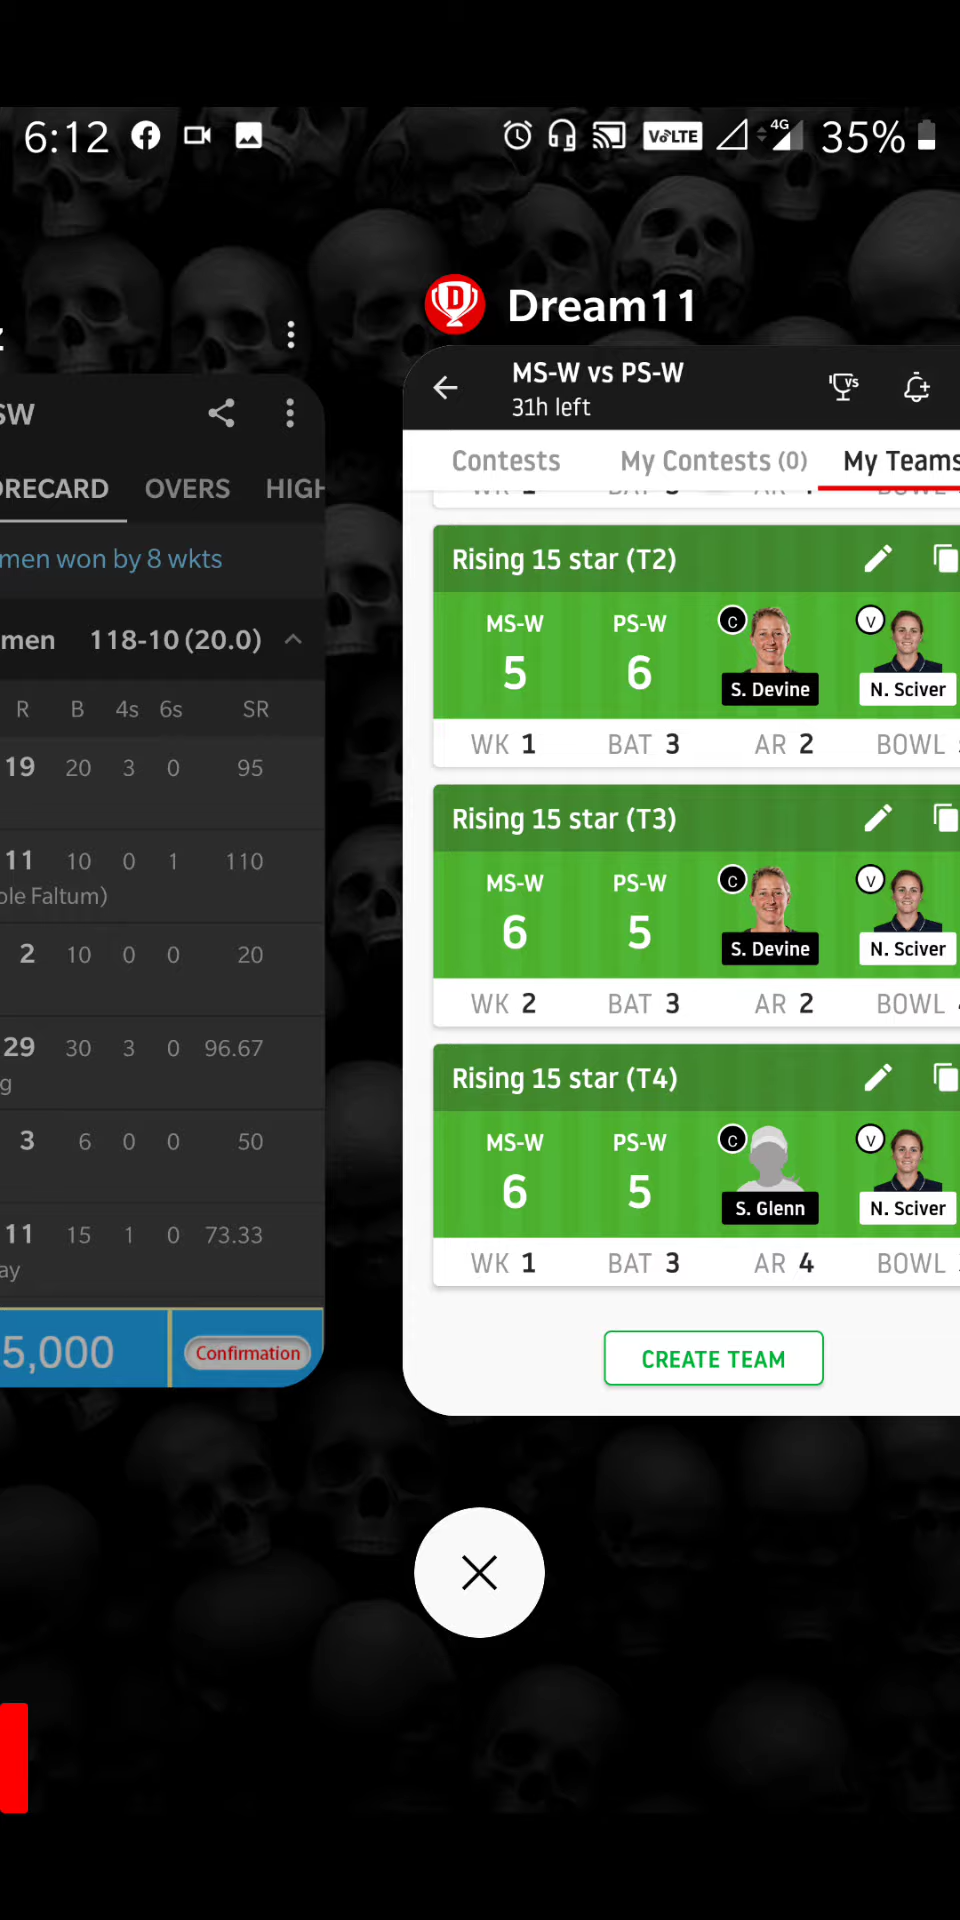 6:12
VoLTE 4G 35%
SW
ORECARD OVERS HIGH
men won by 8 wkts
men 118-10 (20.0)
R B 4s 6s SR
19 20 3 0 95
11 10 0 1 110
ole Faltum)
2 10 0 0 20
29 30 3 0 96.67
g
3 6 0 0 50
11 15 1 0 73.33
ay
5,000 Confirmation
D Dream11
MS-W vs PS-W
31h left
VS
Contests My Contests (0) My Teams
Rising 15 star (T2)
MS-W PS-W C V
5 6 S. Devine N. Sciver
WK 1 BAT 3 AR 2 BOWL
Rising 15 star (T3)
MS-W PS-W C V
6 5 S. Devine N. Sciver
WK 2 BAT 3 AR 2 BOWL
Rising 15 star (T4)
MS-W PS-W C V
6 5 S. Glenn N. Sciver
WK 1 BAT 3 AR 4 BOWL
CREATE TEAM